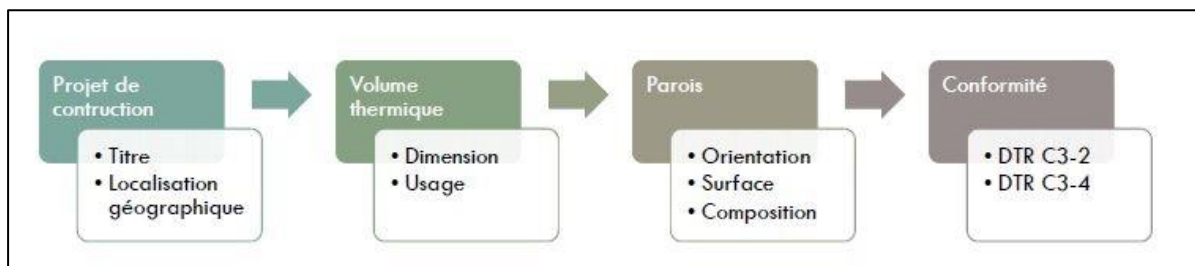 Projet de
contruction
• Titre
• Localisation
géographique
Volume
thermique
• Dimension
• Usage
Parois
• Orientation
• Surface
• Composition
Conformité
• DTR C3-2
• DTR C3-4